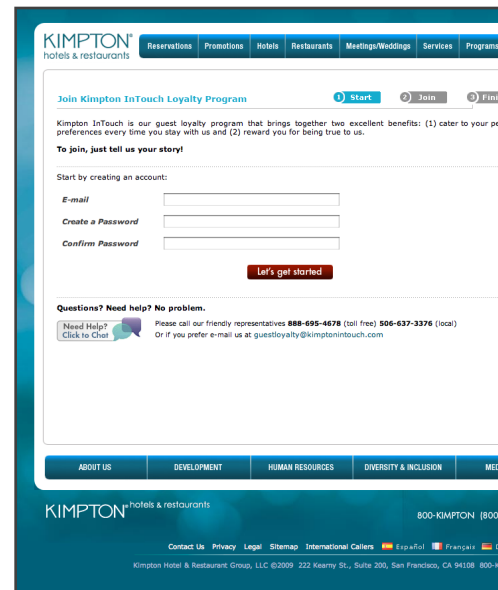 KIMPTON®
hotels & restaurants
Reservations Promotions Hotels Restaurants Meetings/Weddings Services Programs
Join Kimpton InTouch Loyalty Program
1 Start 2 Join 3 Fini
Kimpton InTouch is our guest loyalty program that brings together two excellent benefits: (1) cater to your pe
preferences every time you stay with us and (2) reward you for being true to us.
To join, just tell us your story!
Start by creating an account:
E-mail
Create a Password
Confirm Password
Let's get started
Questions? Need help? No problem.
Need Help?
Click to Chat
Please call our friendly representatives 888-695-4678 (toll free) 506-637-3376 (local)
Or if you prefer e-mail us at guestloyalty@kimptonintouch.com
ABOUT US DEVELOPMENT HUMAN RESOURCES DIVERSITY & INCLUSION MED
KIMPTON® hotels & restaurants
800-KIMPTON (800
Contact Us Privacy Legal Sitemap International Callers Español Français D
Kimpton Hotel & Restaurant Group, LLC ©2009 222 Kearny St., Suite 200, San Francisco, CA 94108 800-K